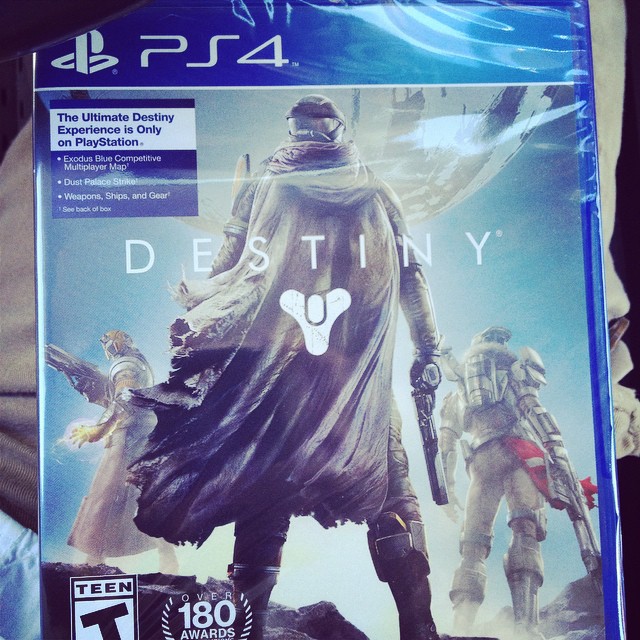 PS4™
The Ultimate Destiny
Experience is Only
on PlayStation®
• Exodus Blue Competitive
Multiplayer Map¹
• Dust Palace Strike¹
• Weapons, Ships, and Gear¹
¹ See back of box
DESTINY®
TEEN
T
OVER
180
AWARDS